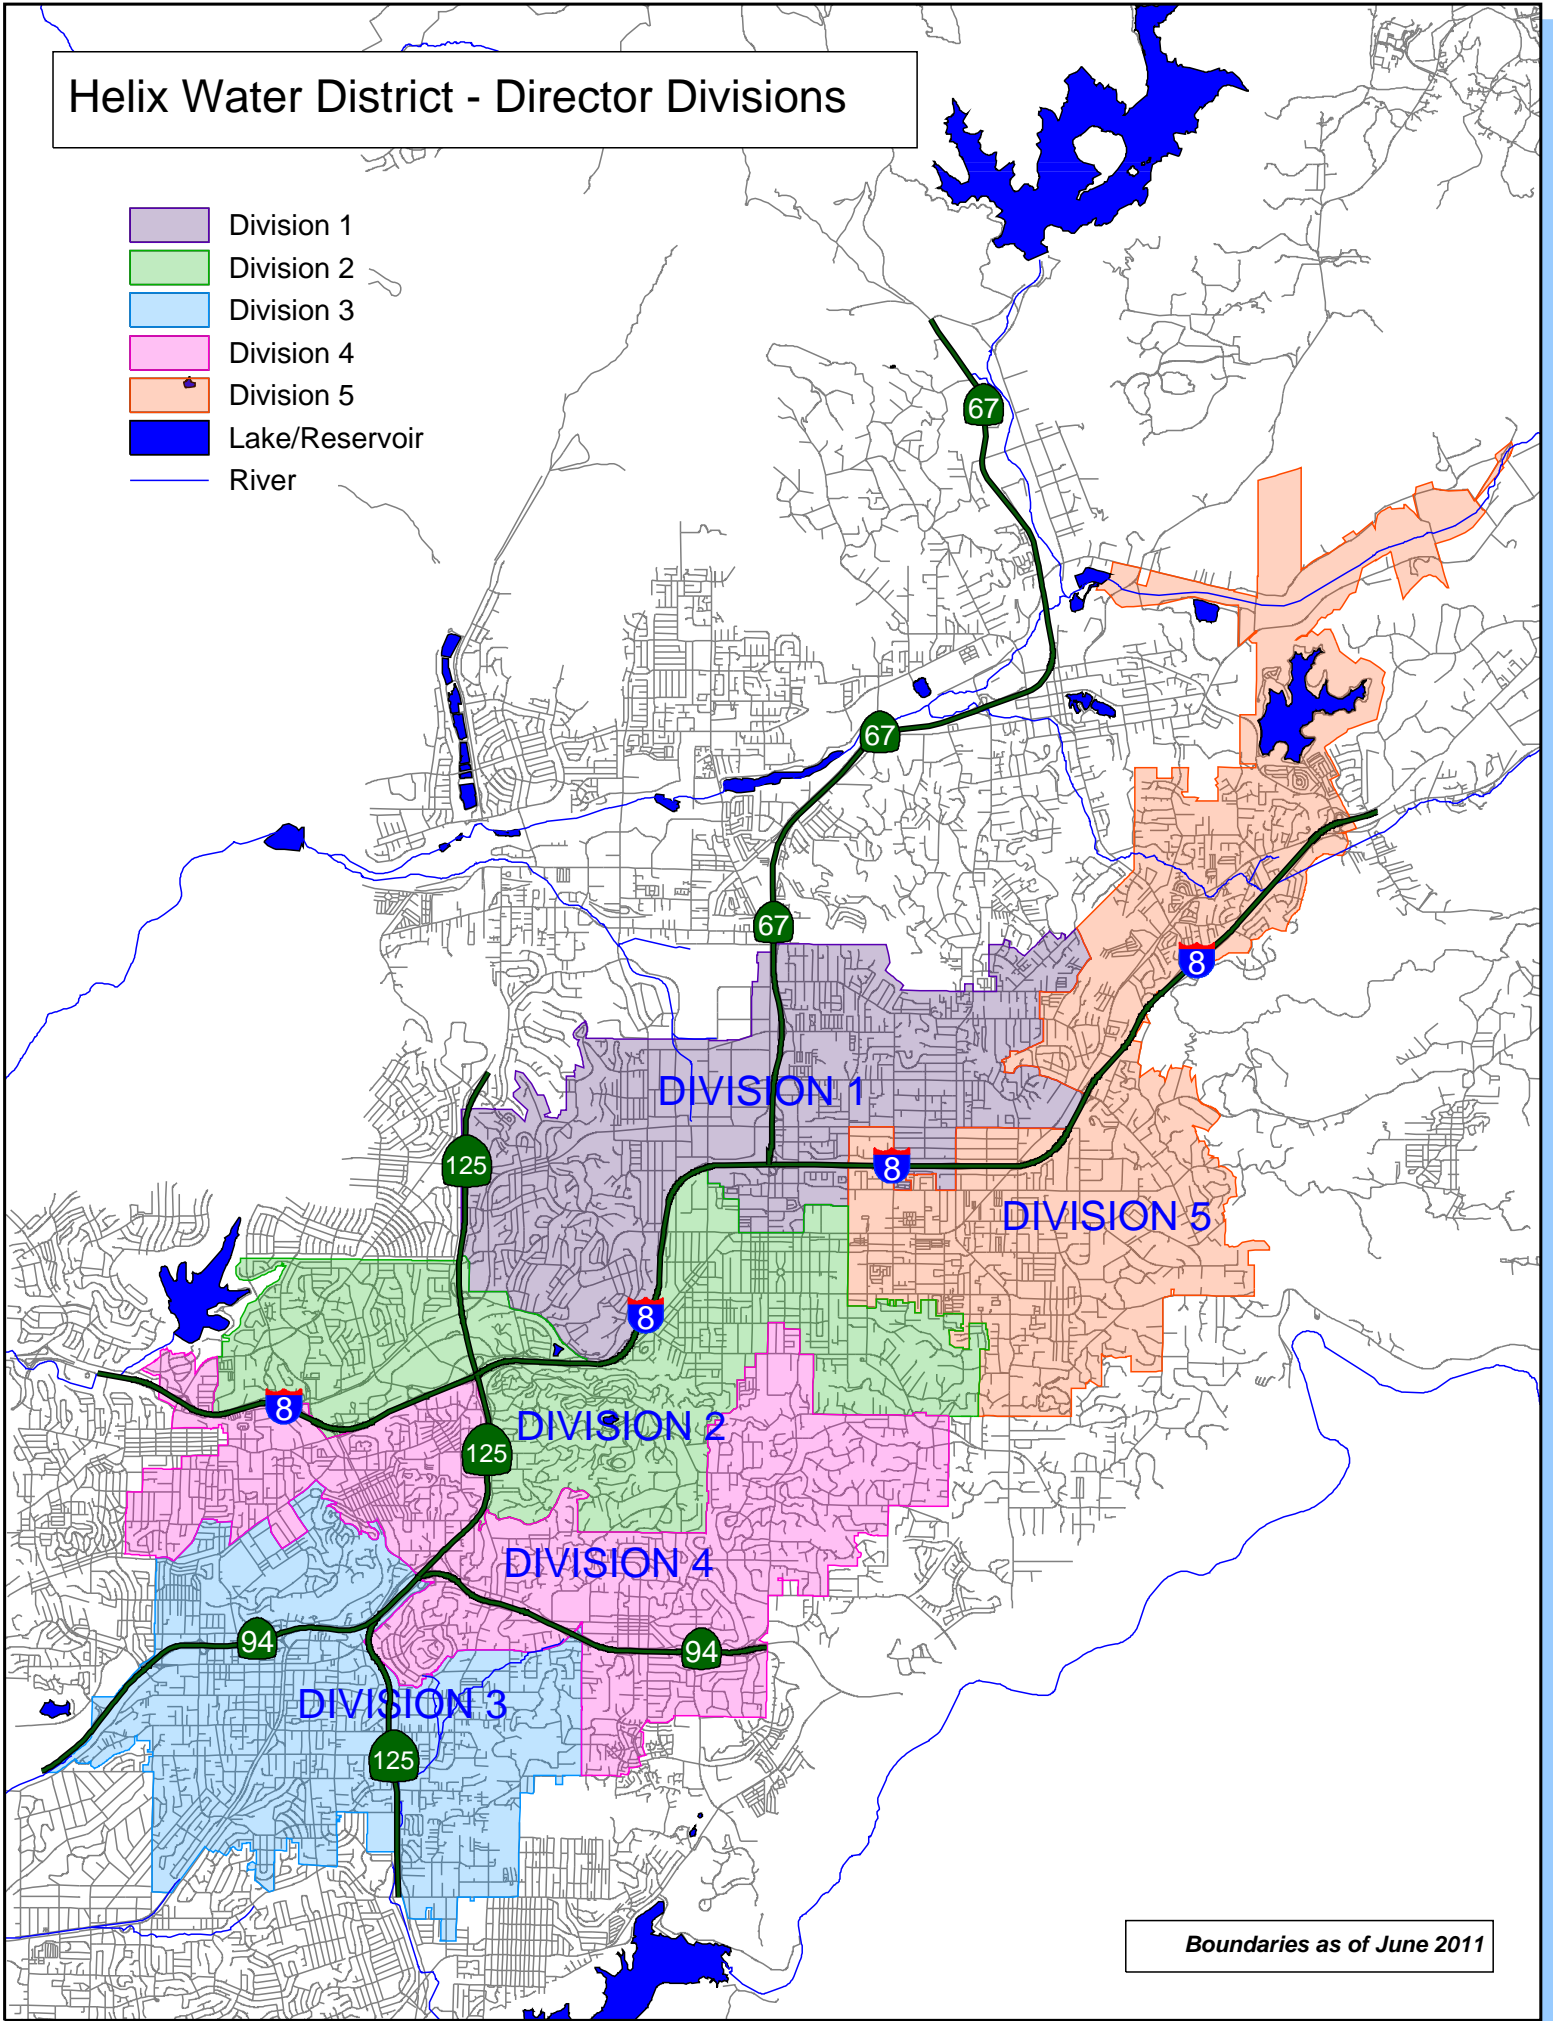 Helix Water District - Director Divisions
Division 1
Division 2
Division 3
Division 4
Division 5
Lake/Reservoir
River
67
67
67
8
DIVISION 1
125
8
DIVISION 5
8
8
DIVISION 2
125
DIVISION 4
94
94
DIVISION 3
125
Boundaries as of June 2011